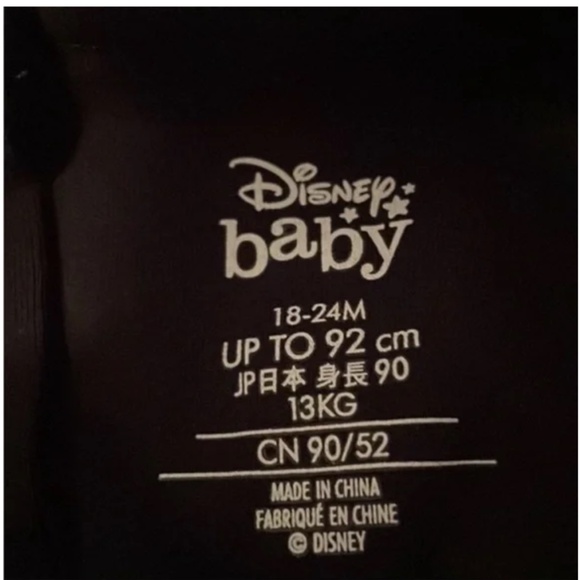 Disney
baby
18-24M
UP TO 92 cm
JP日本 身長 90
13KG
CN 90/52
MADE IN CHINA
FABRIQUÉ EN CHINE
© DISNEY